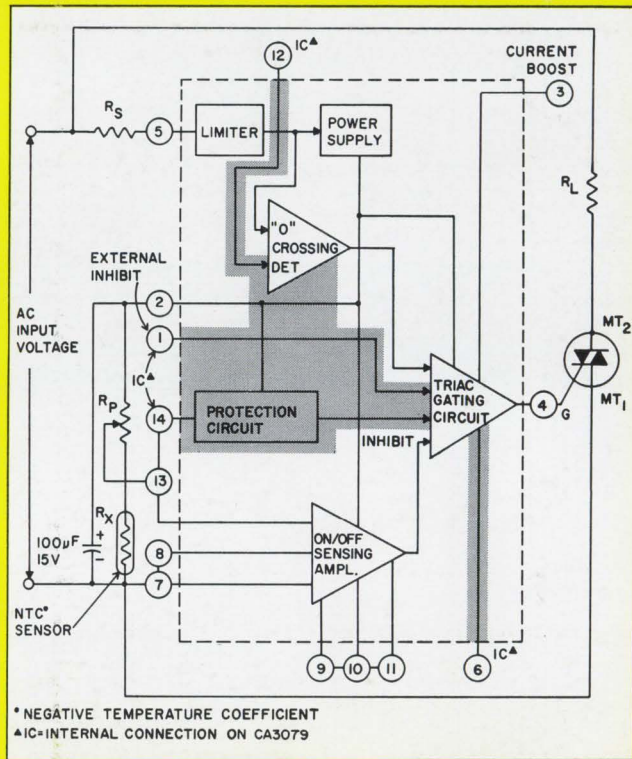 12
IC▲
CURRENT
BOOST
3
RS
5
LIMITER
POWER
SUPPLY
RL
"O"
CROSSING
DET
EXTERNAL
INHIBIT
2
AC
INPUT
VOLTAGE
1
IC▲
MT2
MT1
TRIAC
GATING
CIRCUIT
4
G
RP
14
PROTECTION
CIRCUIT
INHIBIT
13
RX
100µF
15V
+
−
8
7
ON/OFF
SENSING
AMPL.
NTC•
SENSOR
9
10
11
6
IC▲
• NEGATIVE TEMPERATURE COEFFICIENT
▲IC=INTERNAL CONNECTION ON CA3079